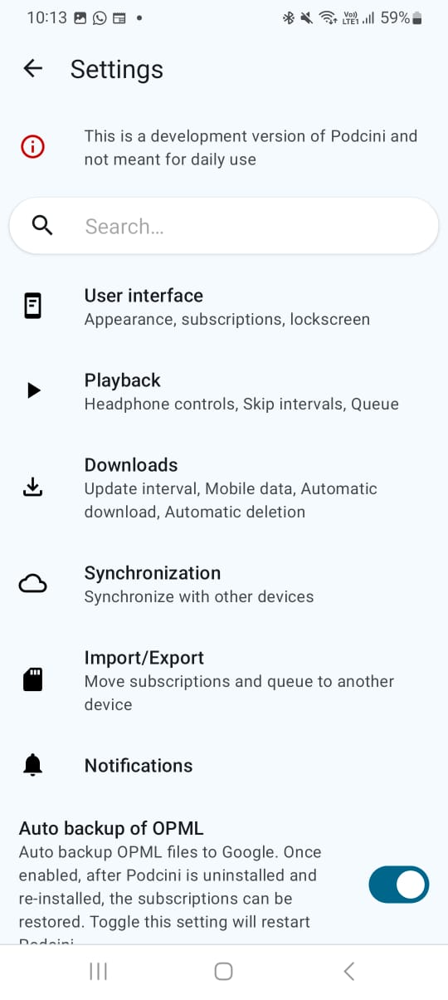 10:13
Vo)) LTE1 59%
Settings
This is a development version of Podcini and
not meant for daily use
Search...
User interface
Appearance, subscriptions, lockscreen
Playback
Headphone controls, Skip intervals, Queue
Downloads
Update interval, Mobile data, Automatic
download, Automatic deletion
Synchronization
Synchronize with other devices
Import/Export
Move subscriptions and queue to another
device
Notifications
Auto backup of OPML
Auto backup OPML files to Google. Once
enabled, after Podcini is uninstalled and
re-installed, the subscriptions can be
restored. Toggle this setting will restart